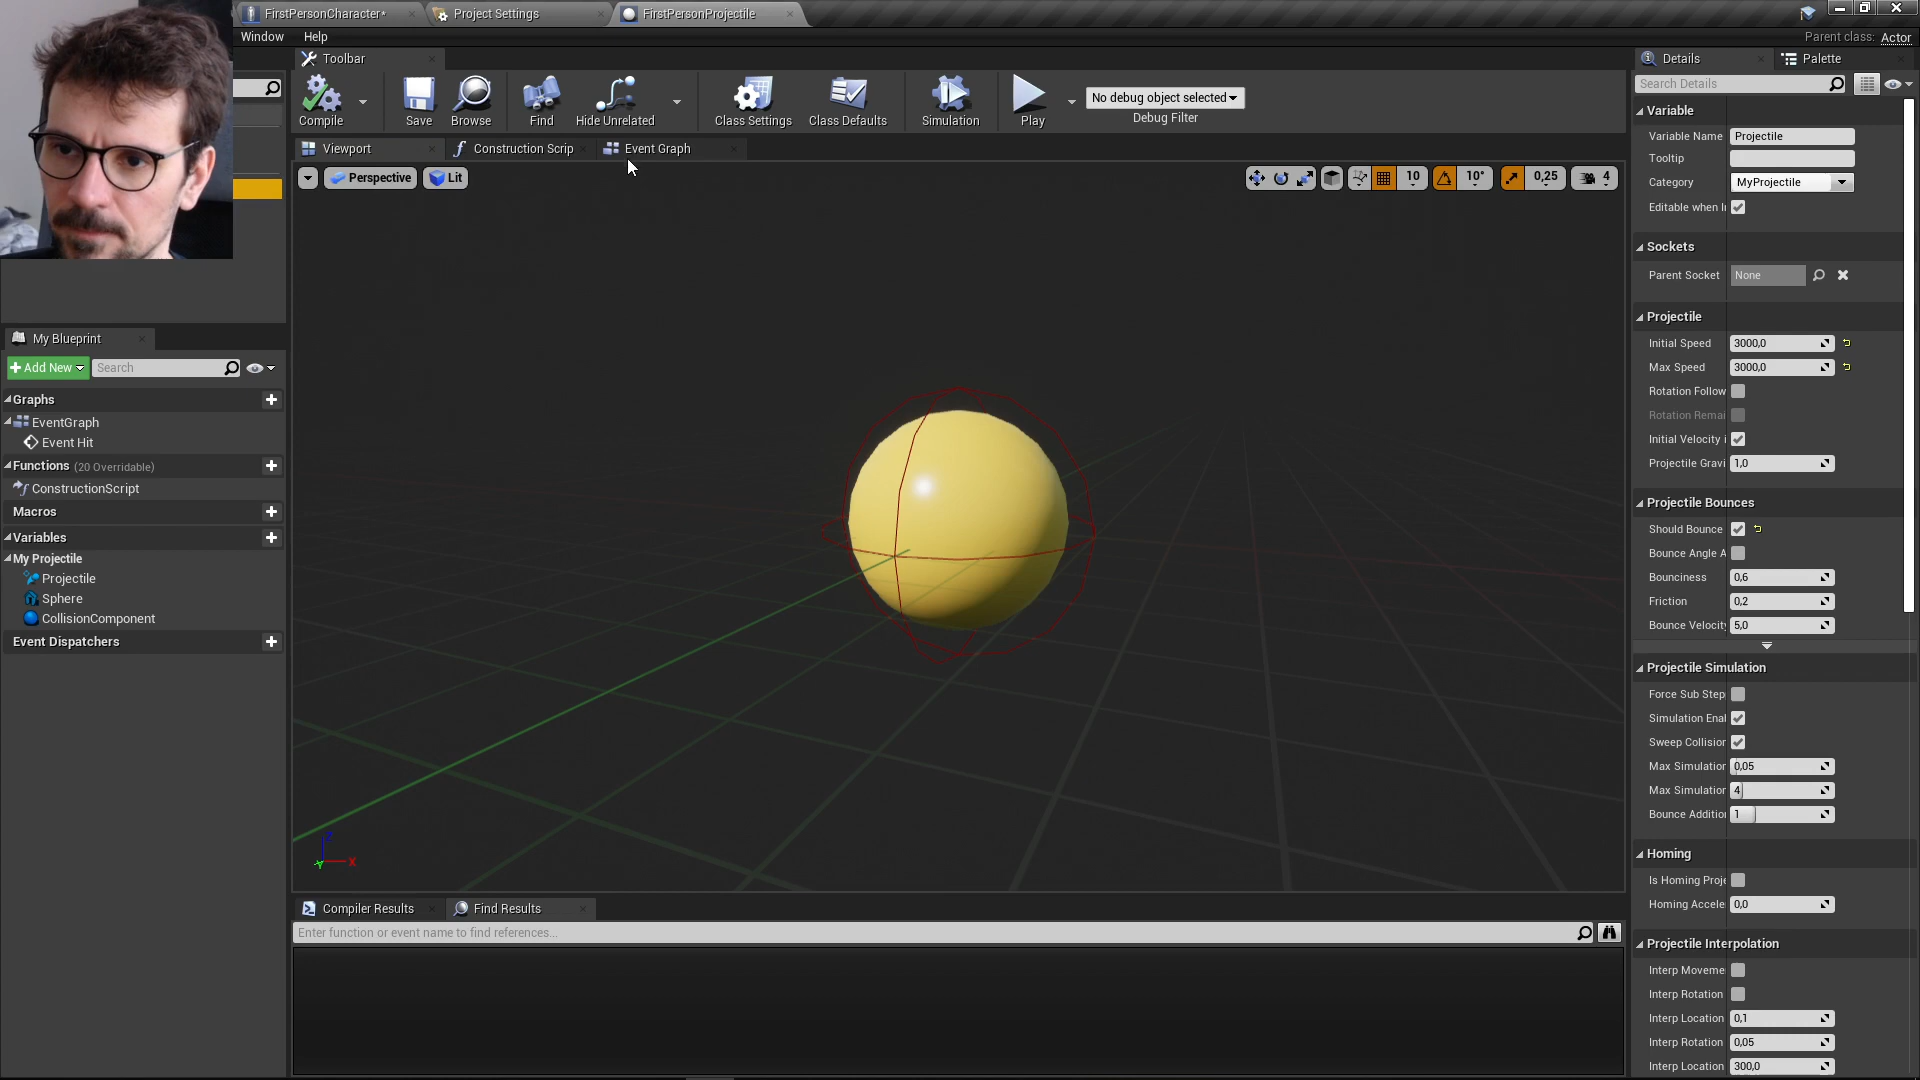 FirstPersonCharacter*
Project Settings
FirstPersonProjectile
Window
Help
Parent class: Actor
Toolbar
Details
Palette
Compile
Save
Browse
Find
Hide Unrelated
Class Settings
Class Defaults
Simulation
Play
No debug object selected
Debug Filter
Search Details
Variable
Variable Name
Projectile
Tooltip
Category
MyProjectile
Editable when I
Viewport
Construction Scrip
Event Graph
Perspective
Lit
10
10°
0,25
4
Sockets
Parent Socket
None
Projectile
Initial Speed
3000,0
Max Speed
3000,0
Rotation Follow
Rotation Remai
Initial Velocity i
Projectile Gravi
1,0
Projectile Bounces
Should Bounce
Bounce Angle A
Bounciness
0,6
Friction
0,2
Bounce Velocity
5,0
Projectile Simulation
Force Sub Step
Simulation Enal
Sweep Collision
Max Simulation
0,05
Max Simulation
4
Bounce Addition
1
Homing
Is Homing Proje
Homing Accele
0,0
Projectile Interpolation
Interp Moveme
Interp Rotation
Interp Location
0,1
Interp Rotation
0,05
Interp Location
300,0
My Blueprint
Add New
Search
Graphs
EventGraph
Event Hit
Functions (20 Overridable)
ConstructionScript
Macros
Variables
My Projectile
Projectile
Sphere
CollisionComponent
Event Dispatchers
Z
X
Y
Compiler Results
Find Results
Enter function or event name to find references...